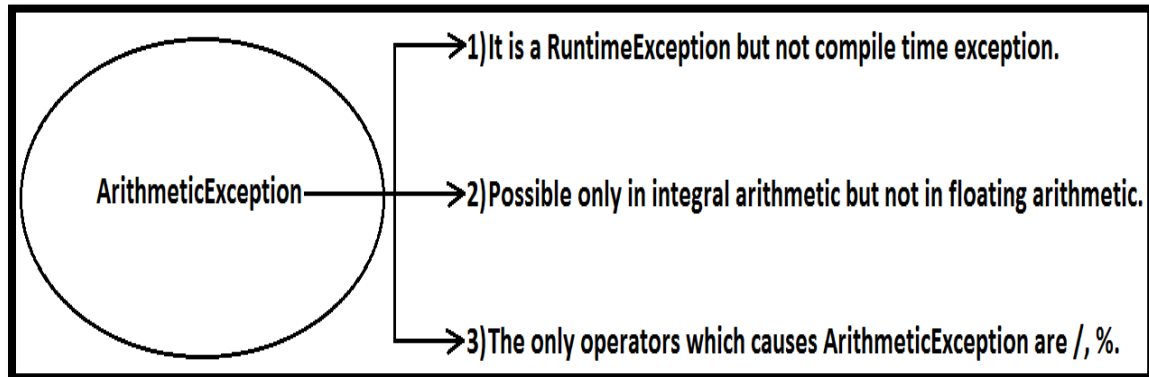 1)It is a RuntimeException but not compile time exception.
ArithmeticException
2)Possible only in integral arithmetic but not in floating arithmetic.
3)The only operators which causes ArithmeticException are /, %.